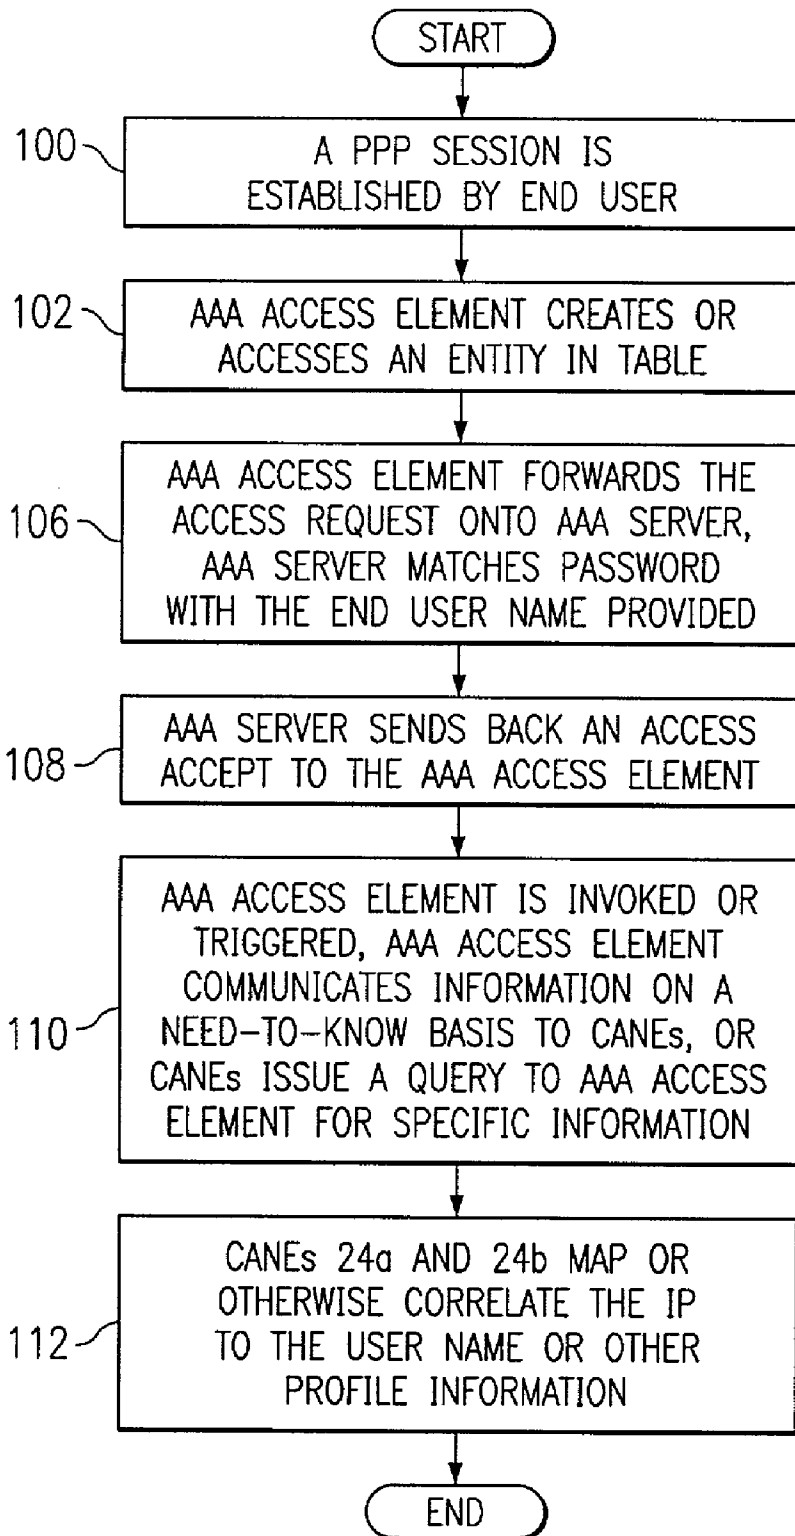 START
100
A PPP SESSION IS
ESTABLISHED BY END USER
102
AAA ACCESS ELEMENT CREATES OR
ACCESSES AN ENTITY IN TABLE
106
AAA ACCESS ELEMENT FORWARDS THE
ACCESS REQUEST ONTO AAA SERVER,
AAA SERVER MATCHES PASSWORD
WITH THE END USER NAME PROVIDED
108
AAA SERVER SENDS BACK AN ACCESS
ACCEPT TO THE AAA ACCESS ELEMENT
110
AAA ACCESS ELEMENT IS INVOKED OR
TRIGGERED, AAA ACCESS ELEMENT
COMMUNICATES INFORMATION ON A
NEED-TO-KNOW BASIS TO CANEs, OR
CANEs ISSUE A QUERY TO AAA ACCESS
ELEMENT FOR SPECIFIC INFORMATION
112
CANEs 24a AND 24b MAP OR
OTHERWISE CORRELATE THE IP
TO THE USER NAME OR OTHER
PROFILE INFORMATION
END